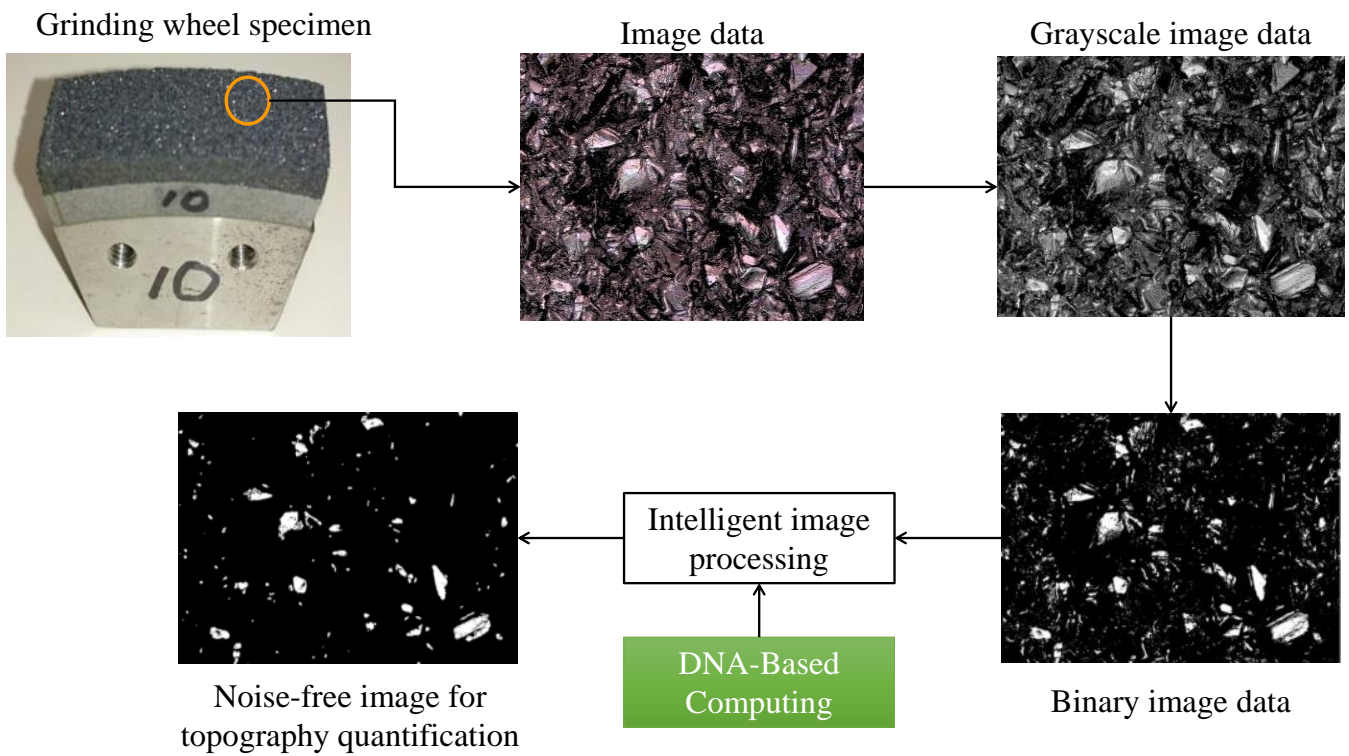 Grinding wheel specimen
Image data
Grayscale image data
10
10
Intelligent image
processing
DNA-Based
Computing
Noise-free image for
topography quantification
Binary image data